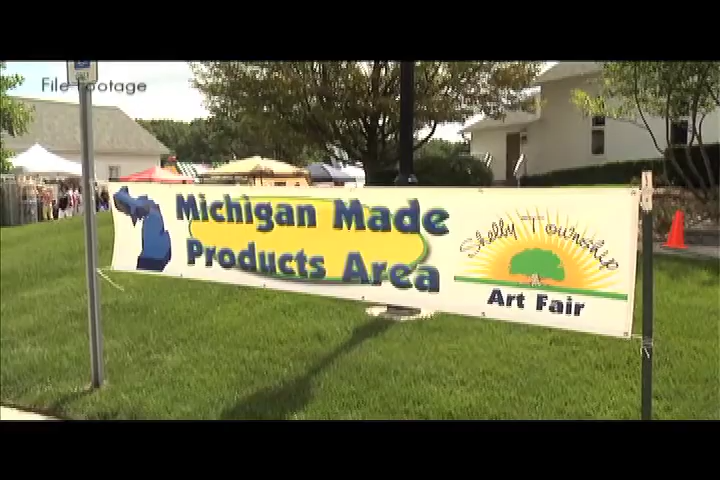 File Footage
Michigan Made
Products Area
Shelby Township
Art Fair